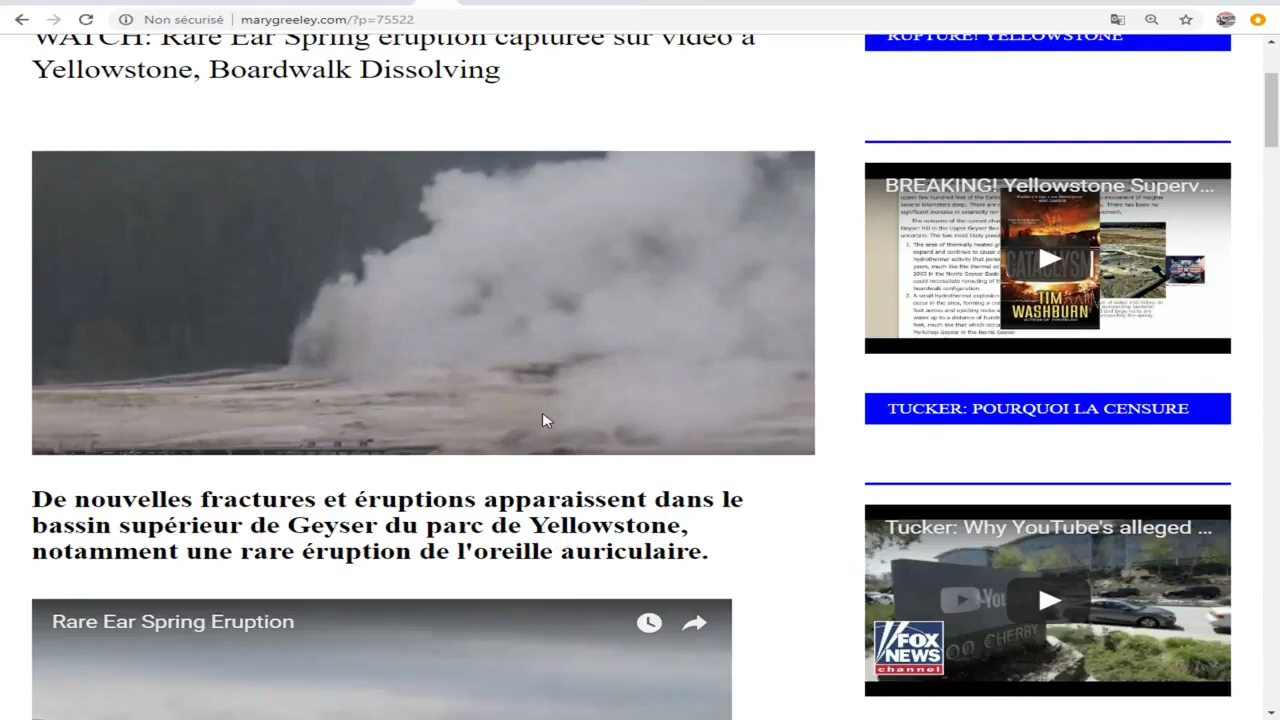 Non sécurisé
marygreeley.com/?p=75522
WATCH: Rare Ear Spring eruption capturée sur vidéo à
Yellowstone, Boardwalk Dissolving
De nouvelles fractures et éruptions apparaissent dans le
bassin supérieur de Geyser du parc de Yellowstone,
notamment une rare éruption de l'oreille auriculaire.
Rare Ear Spring Eruption
RUPTURE! YELLOWSTONE
BREAKING! Yellowstone Superv...
CATACLYSM
TIM
WASHBURN
TUCKER: POURQUOI LA CENSURE
Tucker: Why YouTube's alleged ...
You
OO CHERRY
FOX
NEWS
channel